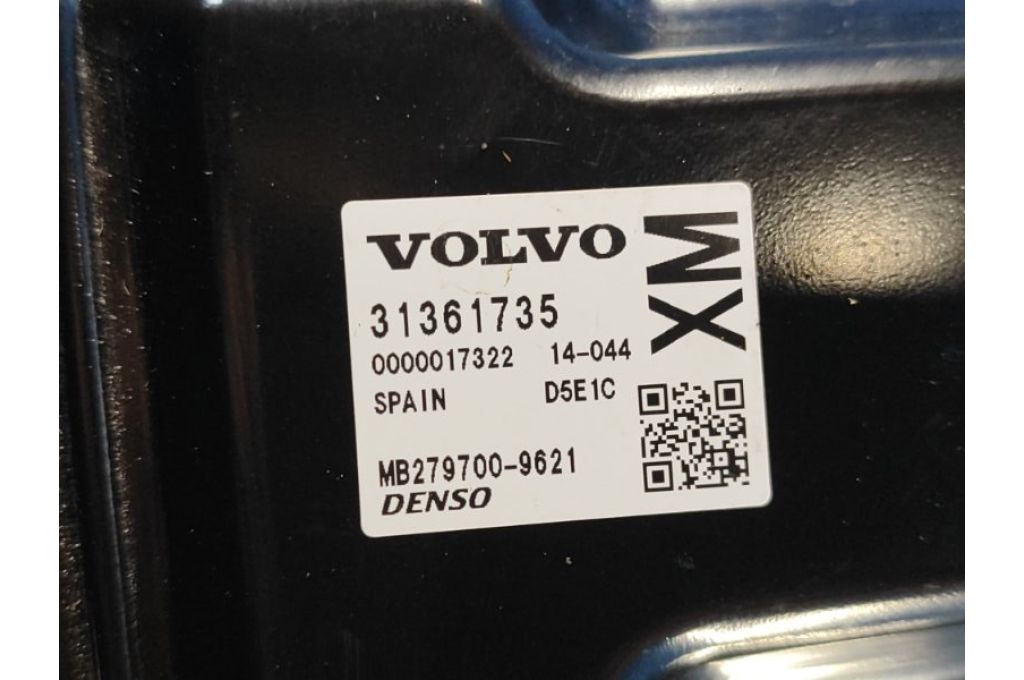 VOLVO
31361735
0000017322 14-044
SPAIN D5E1C
MB279700-9621
DENSO
XM